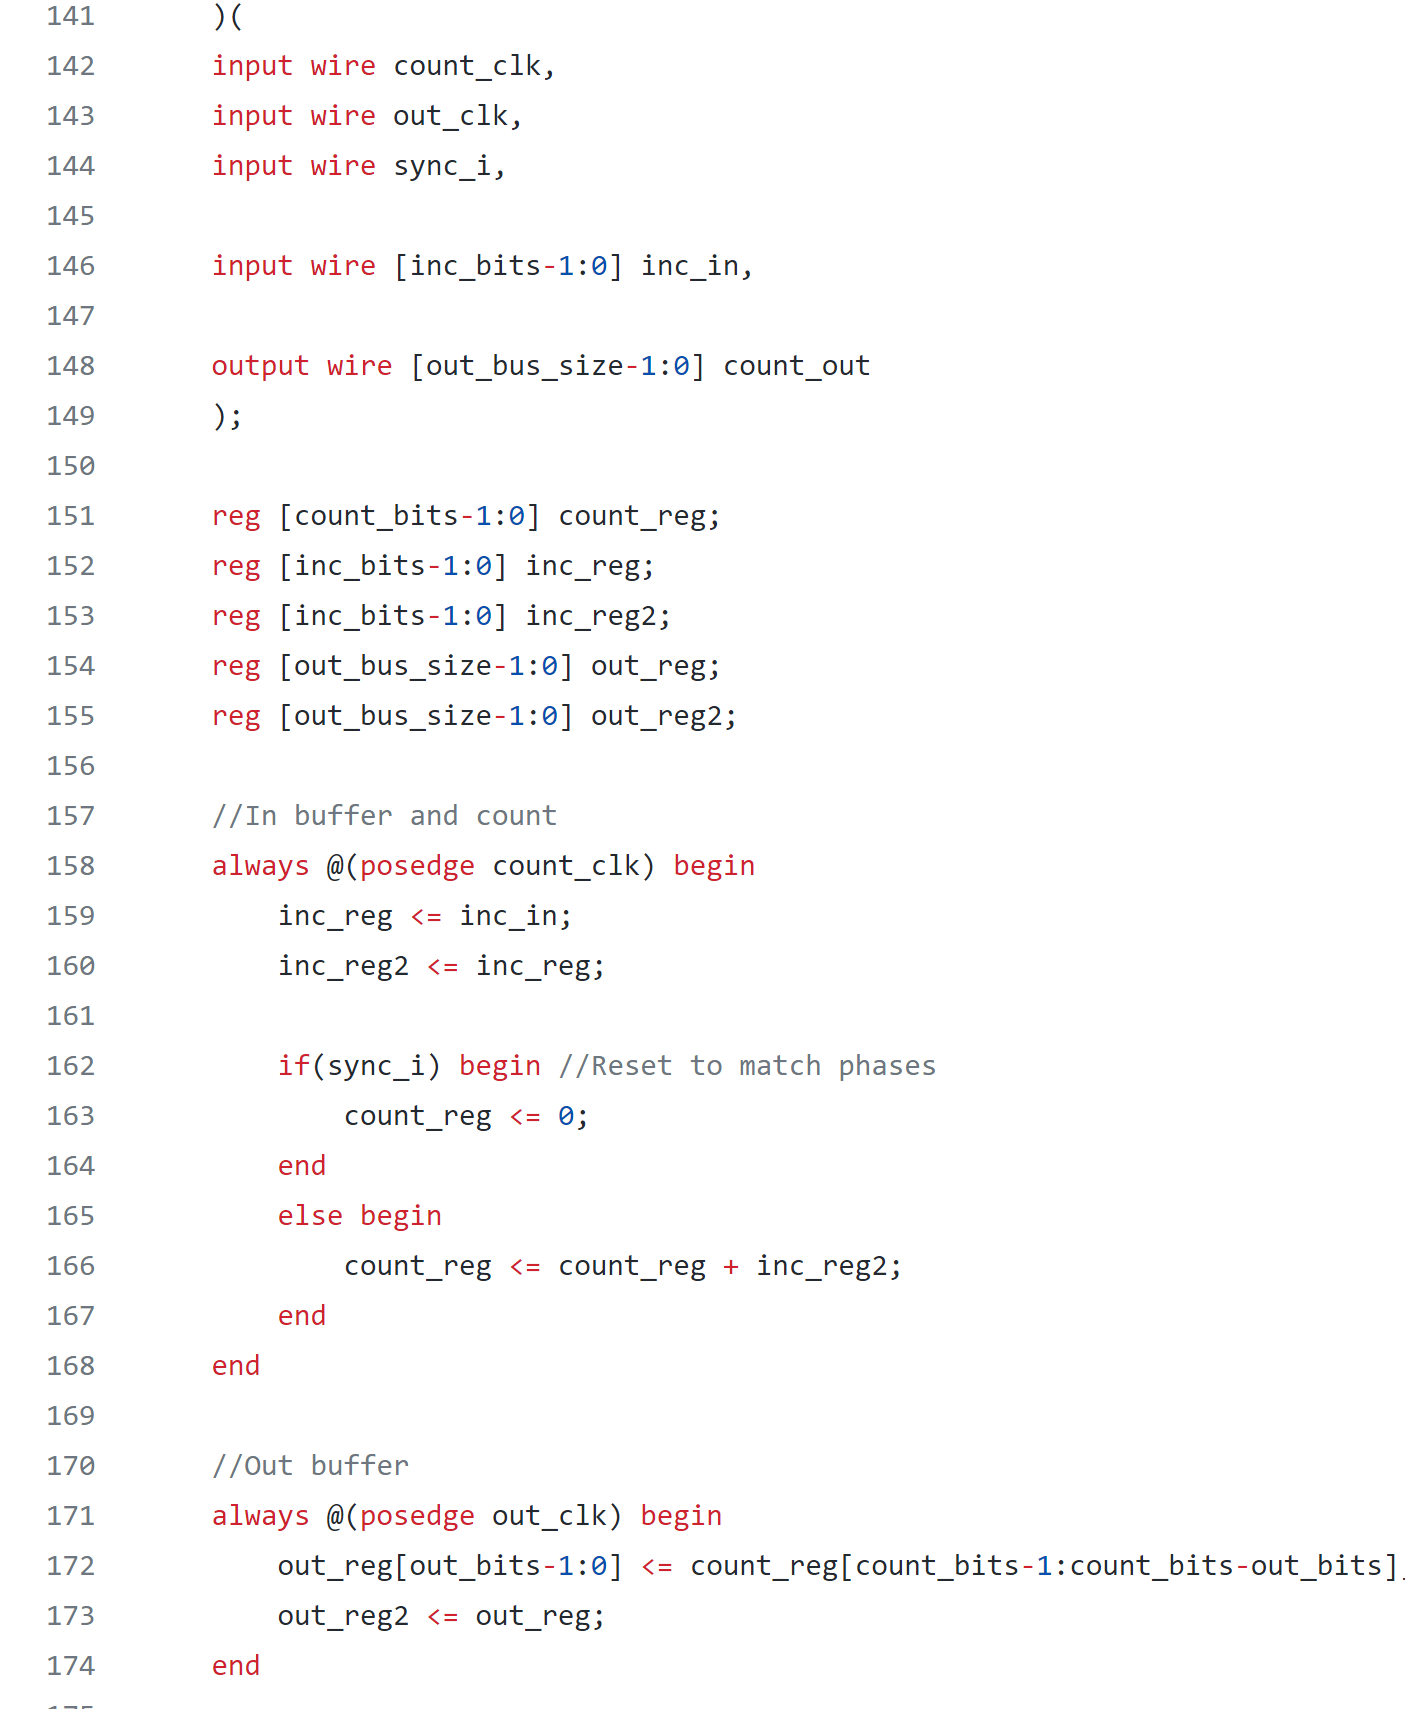 141 )(
142 input wire count_clk,
143 input wire out_clk,
144 input wire sync_i,
145
146 input wire [inc_bits-1:0] inc_in,
147
148 output wire [out_bus_size-1:0] count_out
149 );
150
151 reg [count_bits-1:0] count_reg;
152 reg [inc_bits-1:0] inc_reg;
153 reg [inc_bits-1:0] inc_reg2;
154 reg [out_bus_size-1:0] out_reg;
155 reg [out_bus_size-1:0] out_reg2;
156
157 //In buffer and count
158 always @(posedge count_clk) begin
159 inc_reg <= inc_in;
160 inc_reg2 <= inc_reg;
161
162 if(sync_i) begin //Reset to match phases
163 count_reg <= 0;
164 end
165 else begin
166 count_reg <= count_reg + inc_reg2;
167 end
168 end
169
170 //Out buffer
171 always @(posedge out_clk) begin
172 out_reg[out_bits-1:0] <= count_reg[count_bits-1:count_bits-out_bits]
173 out_reg2 <= out_reg;
174 end